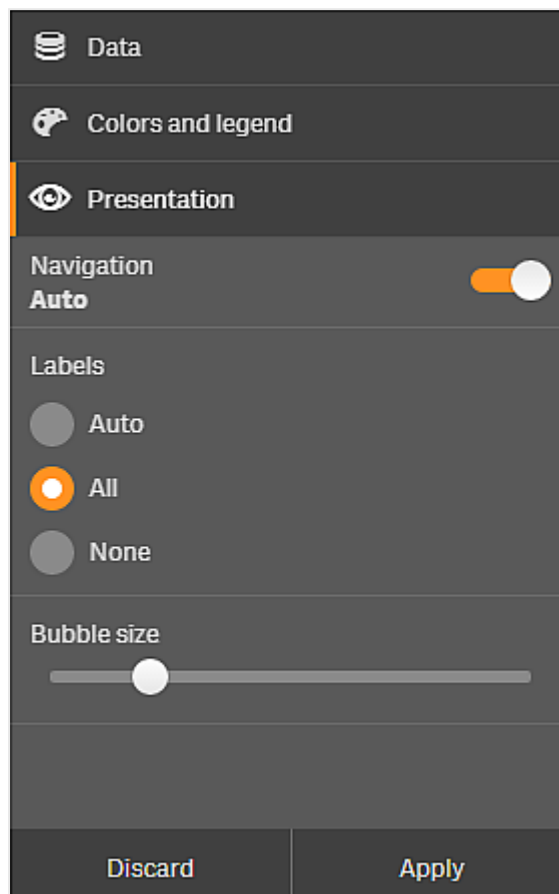 Data
Colors and legend
Presentation
Navigation
Auto
Labels
Auto
All
None
Bubble size
Discard
Apply